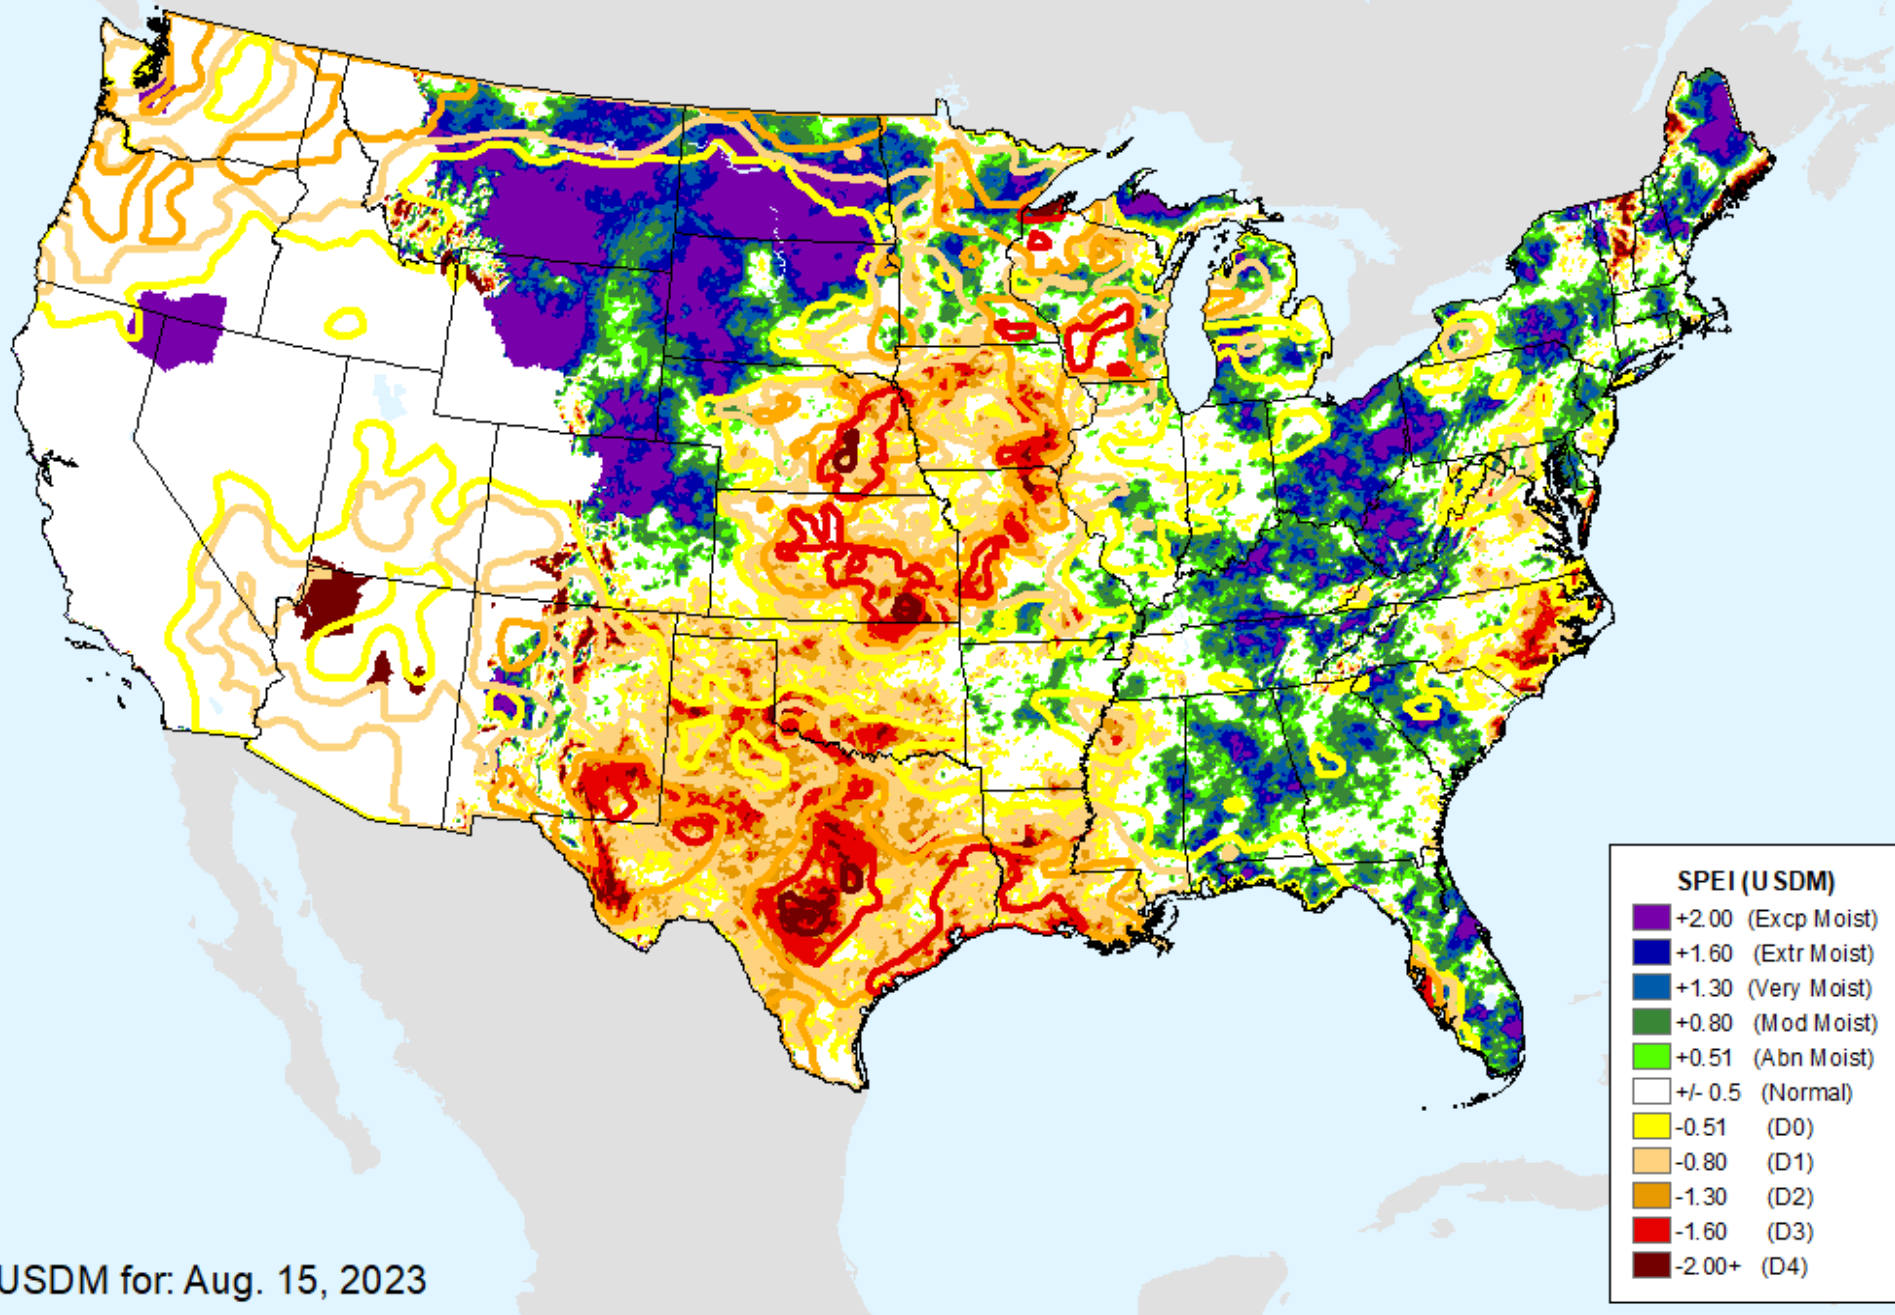 SPEI (USDM)
+2.00 (Excp Moist)
+1.60 (Extr Moist)
+1.30 (Very Moist)
+0.80 (Mod Moist)
+0.51 (Abn Moist)
+/- 0.5 (Normal)
-0.51 (D0)
-0.80 (D1)
-1.30 (D2)
-1.60 (D3)
-2.00+ (D4)
USDM for: Aug. 15, 2023